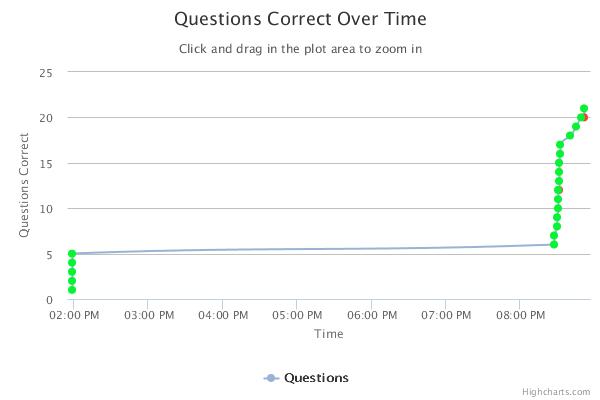 Questions Correct Over Time
Click and drag in the plot area to zoom in
Questions Correct
25
20
15
10
5
0
02:00 PM 03:00 PM 04:00 PM 05:00 PM 06:00 PM 07:00 PM 08:00 PM
Time
Questions
Highcharts.com